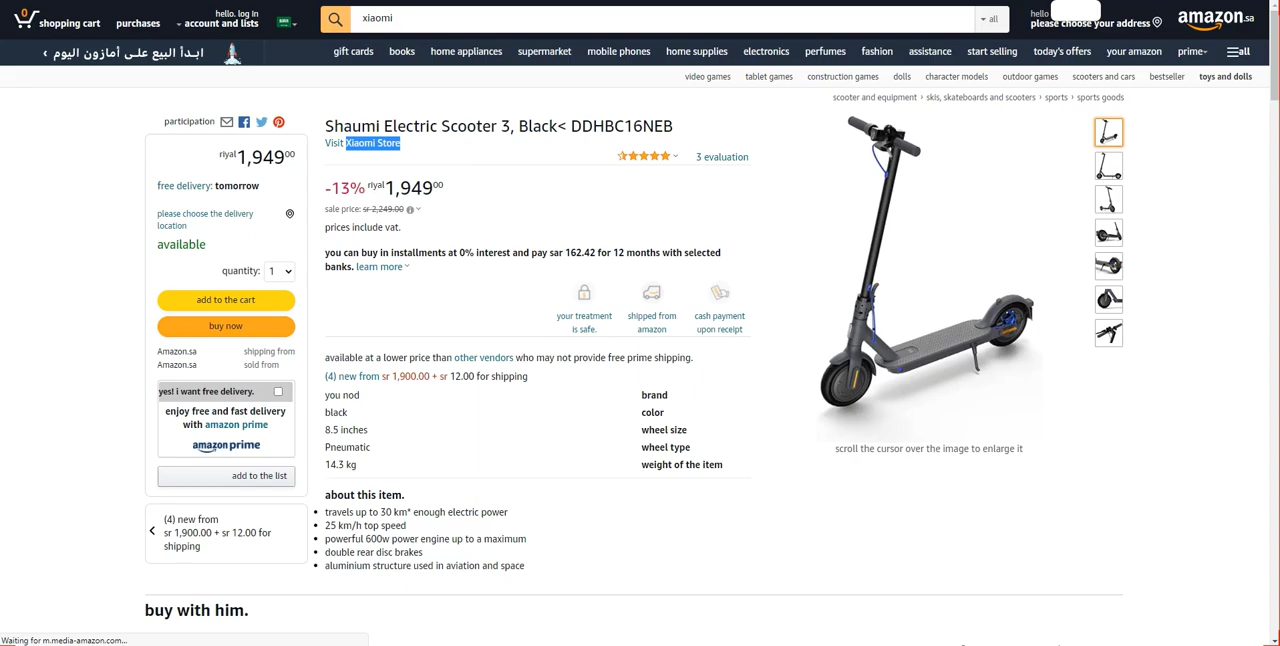 0
shopping cart
purchases
hello. log in
account and lists
xiaomi
all
hello
please choose your address
amazon.sa
ابدأ البيع على أمازون اليوم ›
gift cards
books
home appliances
supermarket
mobile phones
home supplies
electronics
perfumes
fashion
assistance
start selling
today's offers
your amazon
prime
all
video games
tablet games
construction games
dolls
character models
outdoor games
scooters and cars
bestseller
toys and dolls
scooter and equipment › skis, skateboards and scooters › sports › sports goods
participation
riyal1,949⁰⁰
free delivery: tomorrow
please choose the delivery
location
available
quantity: 1
add to the cart
buy now
Amazon.sa shipping from
Amazon.sa sold from
yes! i want free delivery.
enjoy free and fast delivery
with amazon prime
amazon prime
add to the list
(4) new from
sr 1,900.00 + sr 12.00 for
shipping
Shaumi Electric Scooter 3, Black< DDHBC16NEB
Visit Xiaomi Store
3 evaluation
-13% riyal1,949⁰⁰
sale price: sr 2,249.00
prices include vat.
you can buy in installments at 0% interest and pay sar 162.42 for 12 months with selected
banks. learn more
your treatment
is safe.
shipped from
amazon
cash payment
upon receipt
available at a lower price than other vendors who may not provide free prime shipping.
(4) new from sr 1,900.00 + sr 12.00 for shipping
you nod brand
black color
8.5 inches wheel size
Pneumatic wheel type
14.3 kg weight of the item
about this item.
• travels up to 30 km* enough electric power
• 25 km/h top speed
• powerful 600w power engine up to a maximum
• double rear disc brakes
• aluminium structure used in aviation and space
scroll the cursor over the image to enlarge it
buy with him.
Waiting for m.media-amazon.com...